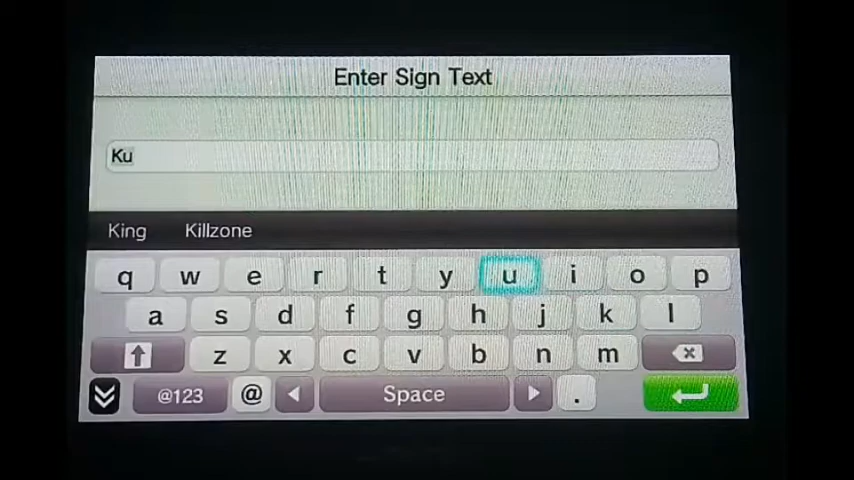 Enter Sign Text
Ku
King Killzone
q w e r t y u i o p
a s d f g h j k l
z x c v b n m
@123 @ Space .